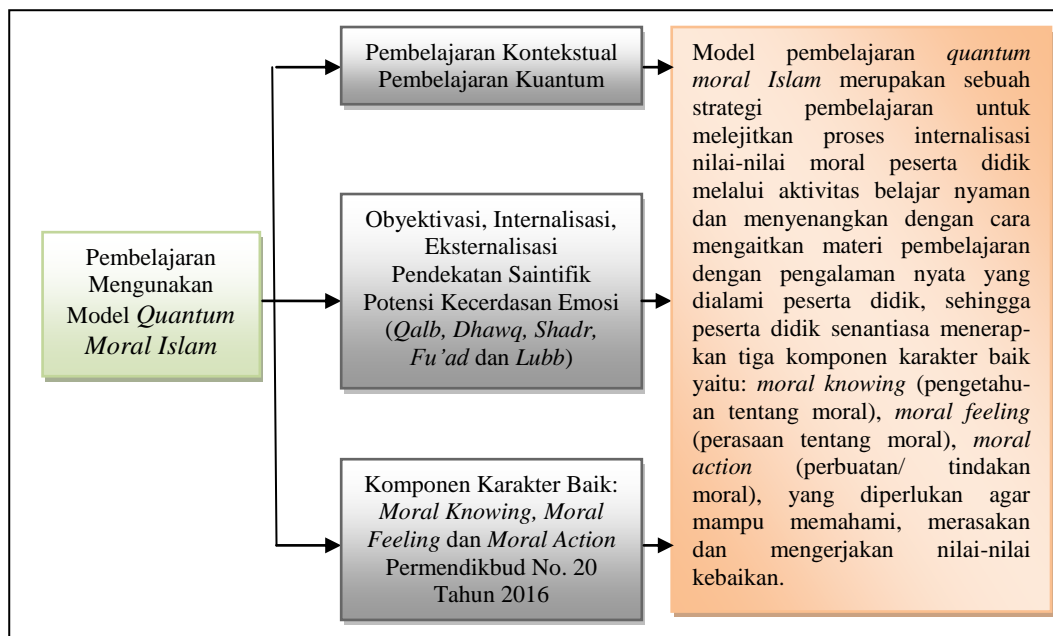 Pembelajaran
Mengunakan
Model Quantum
Moral Islam
Pembelajaran Kontekstual
Pembelajaran Kuantum
Obyektivasi, Internalisasi,
Eksternalisasi
Pendekatan Saintifik
Potensi Kecerdasan Emosi
(Qalb, Dhawq, Shadr,
Fu’ad dan Lubb)
Komponen Karakter Baik:
Moral Knowing, Moral
Feeling dan Moral Action
Permendikbud No. 20
Tahun 2016
Model pembelajaran quantum
moral Islam merupakan sebuah
strategi pembelajaran untuk
melejitkan proses internalisasi
nilai-nilai moral peserta didik
melalui aktivitas belajar nyaman
dan menyenangkan dengan cara
mengaitkan materi pembelajaran
dengan pengalaman nyata yang
dialami peserta didik, sehingga
peserta didik senantiasa menerap-
kan tiga komponen karakter baik
yaitu: moral knowing (pengetahu-
an tentang moral), moral feeling
(perasaan tentang moral), moral
action (perbuatan/ tindakan
moral), yang diperlukan agar
mampu memahami, merasakan
dan mengerjakan nilai-nilai
kebaikan.